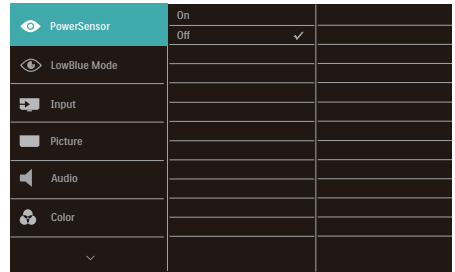 PowerSensor
On
Off
LowBlue Mode
Input
Picture
Audio
Color